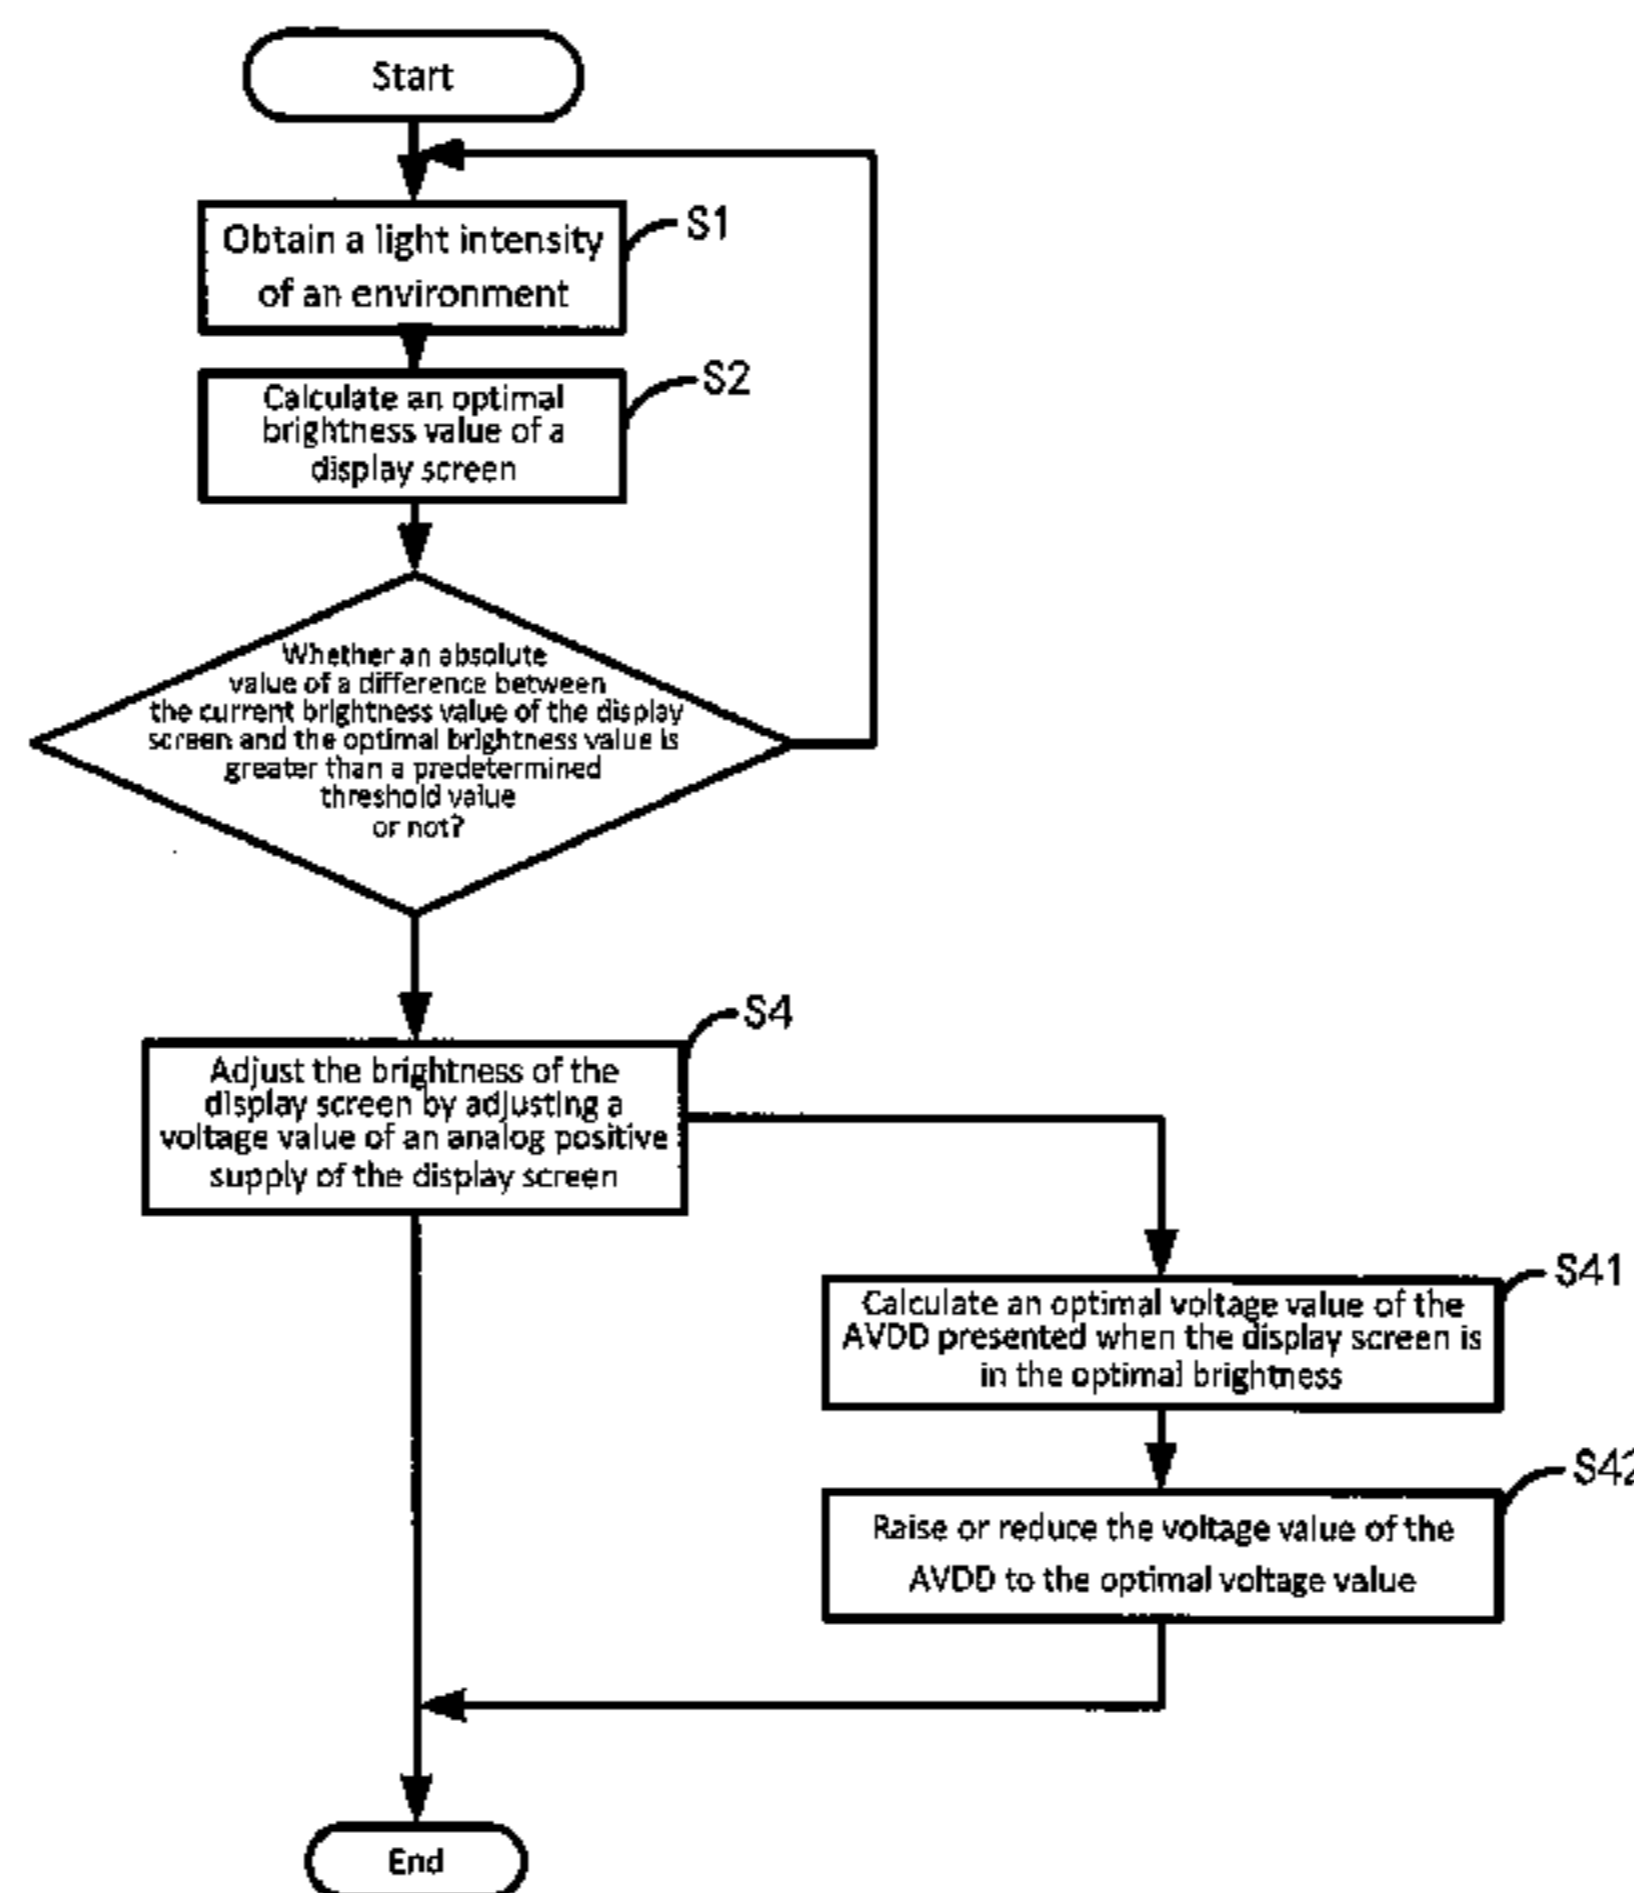 Start
S1
Obtain a light intensity
of an environment
S2
Calculate an optimal
brightness value of a
display screen
Whether an absolute
value of a difference between
the current brightness value of the display
screen and the optimal brightness value is
greater than a predetermined
threshold value
or not?
S4
Adjust the brightness of the
display screen by adjusting a
voltage value of an analog positive
supply of the display screen
S41
Calculate an optimal voltage value of the
AVDD presented when the display screen is
in the optimal brightness
S42
Raise or reduce the voltage value of the
AVDD to the optimal voltage value
End